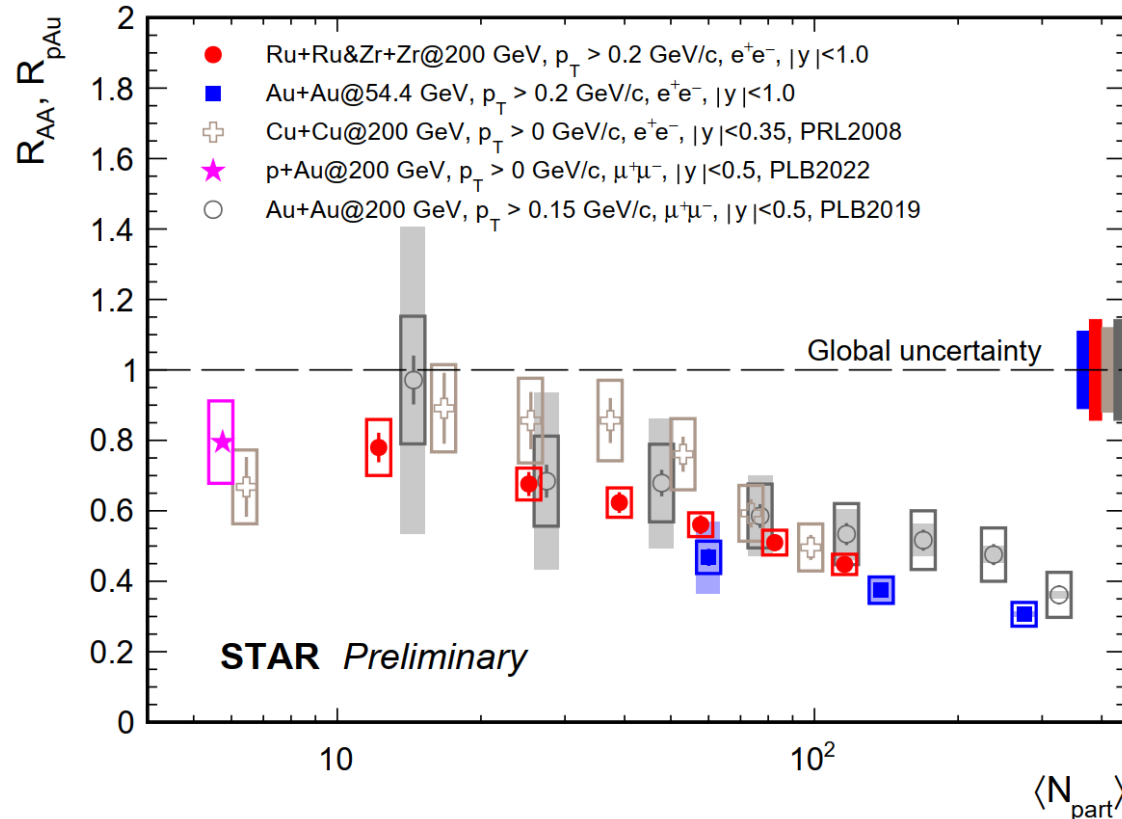 R_AA, R_pAu
2
1.8
1.6
1.4
1.2
1
0.8
0.6
0.4
0.2
0
Ru+Ru&Zr+Zr@200 GeV, p_T > 0.2 GeV/c, e⁺e⁻, |y|<1.0
Au+Au@54.4 GeV, p_T > 0.2 GeV/c, e⁺e⁻, |y|<1.0
Cu+Cu@200 GeV, p_T > 0 GeV/c, e⁺e⁻, |y|<0.35, PRL2008
p+Au@200 GeV, p_T > 0 GeV/c, μ⁺μ⁻, |y|<0.5, PLB2022
Au+Au@200 GeV, p_T > 0.15 GeV/c, μ⁺μ⁻, |y|<0.5, PLB2019
Global uncertainty
STAR Preliminary
10
10²
⟨N_part⟩